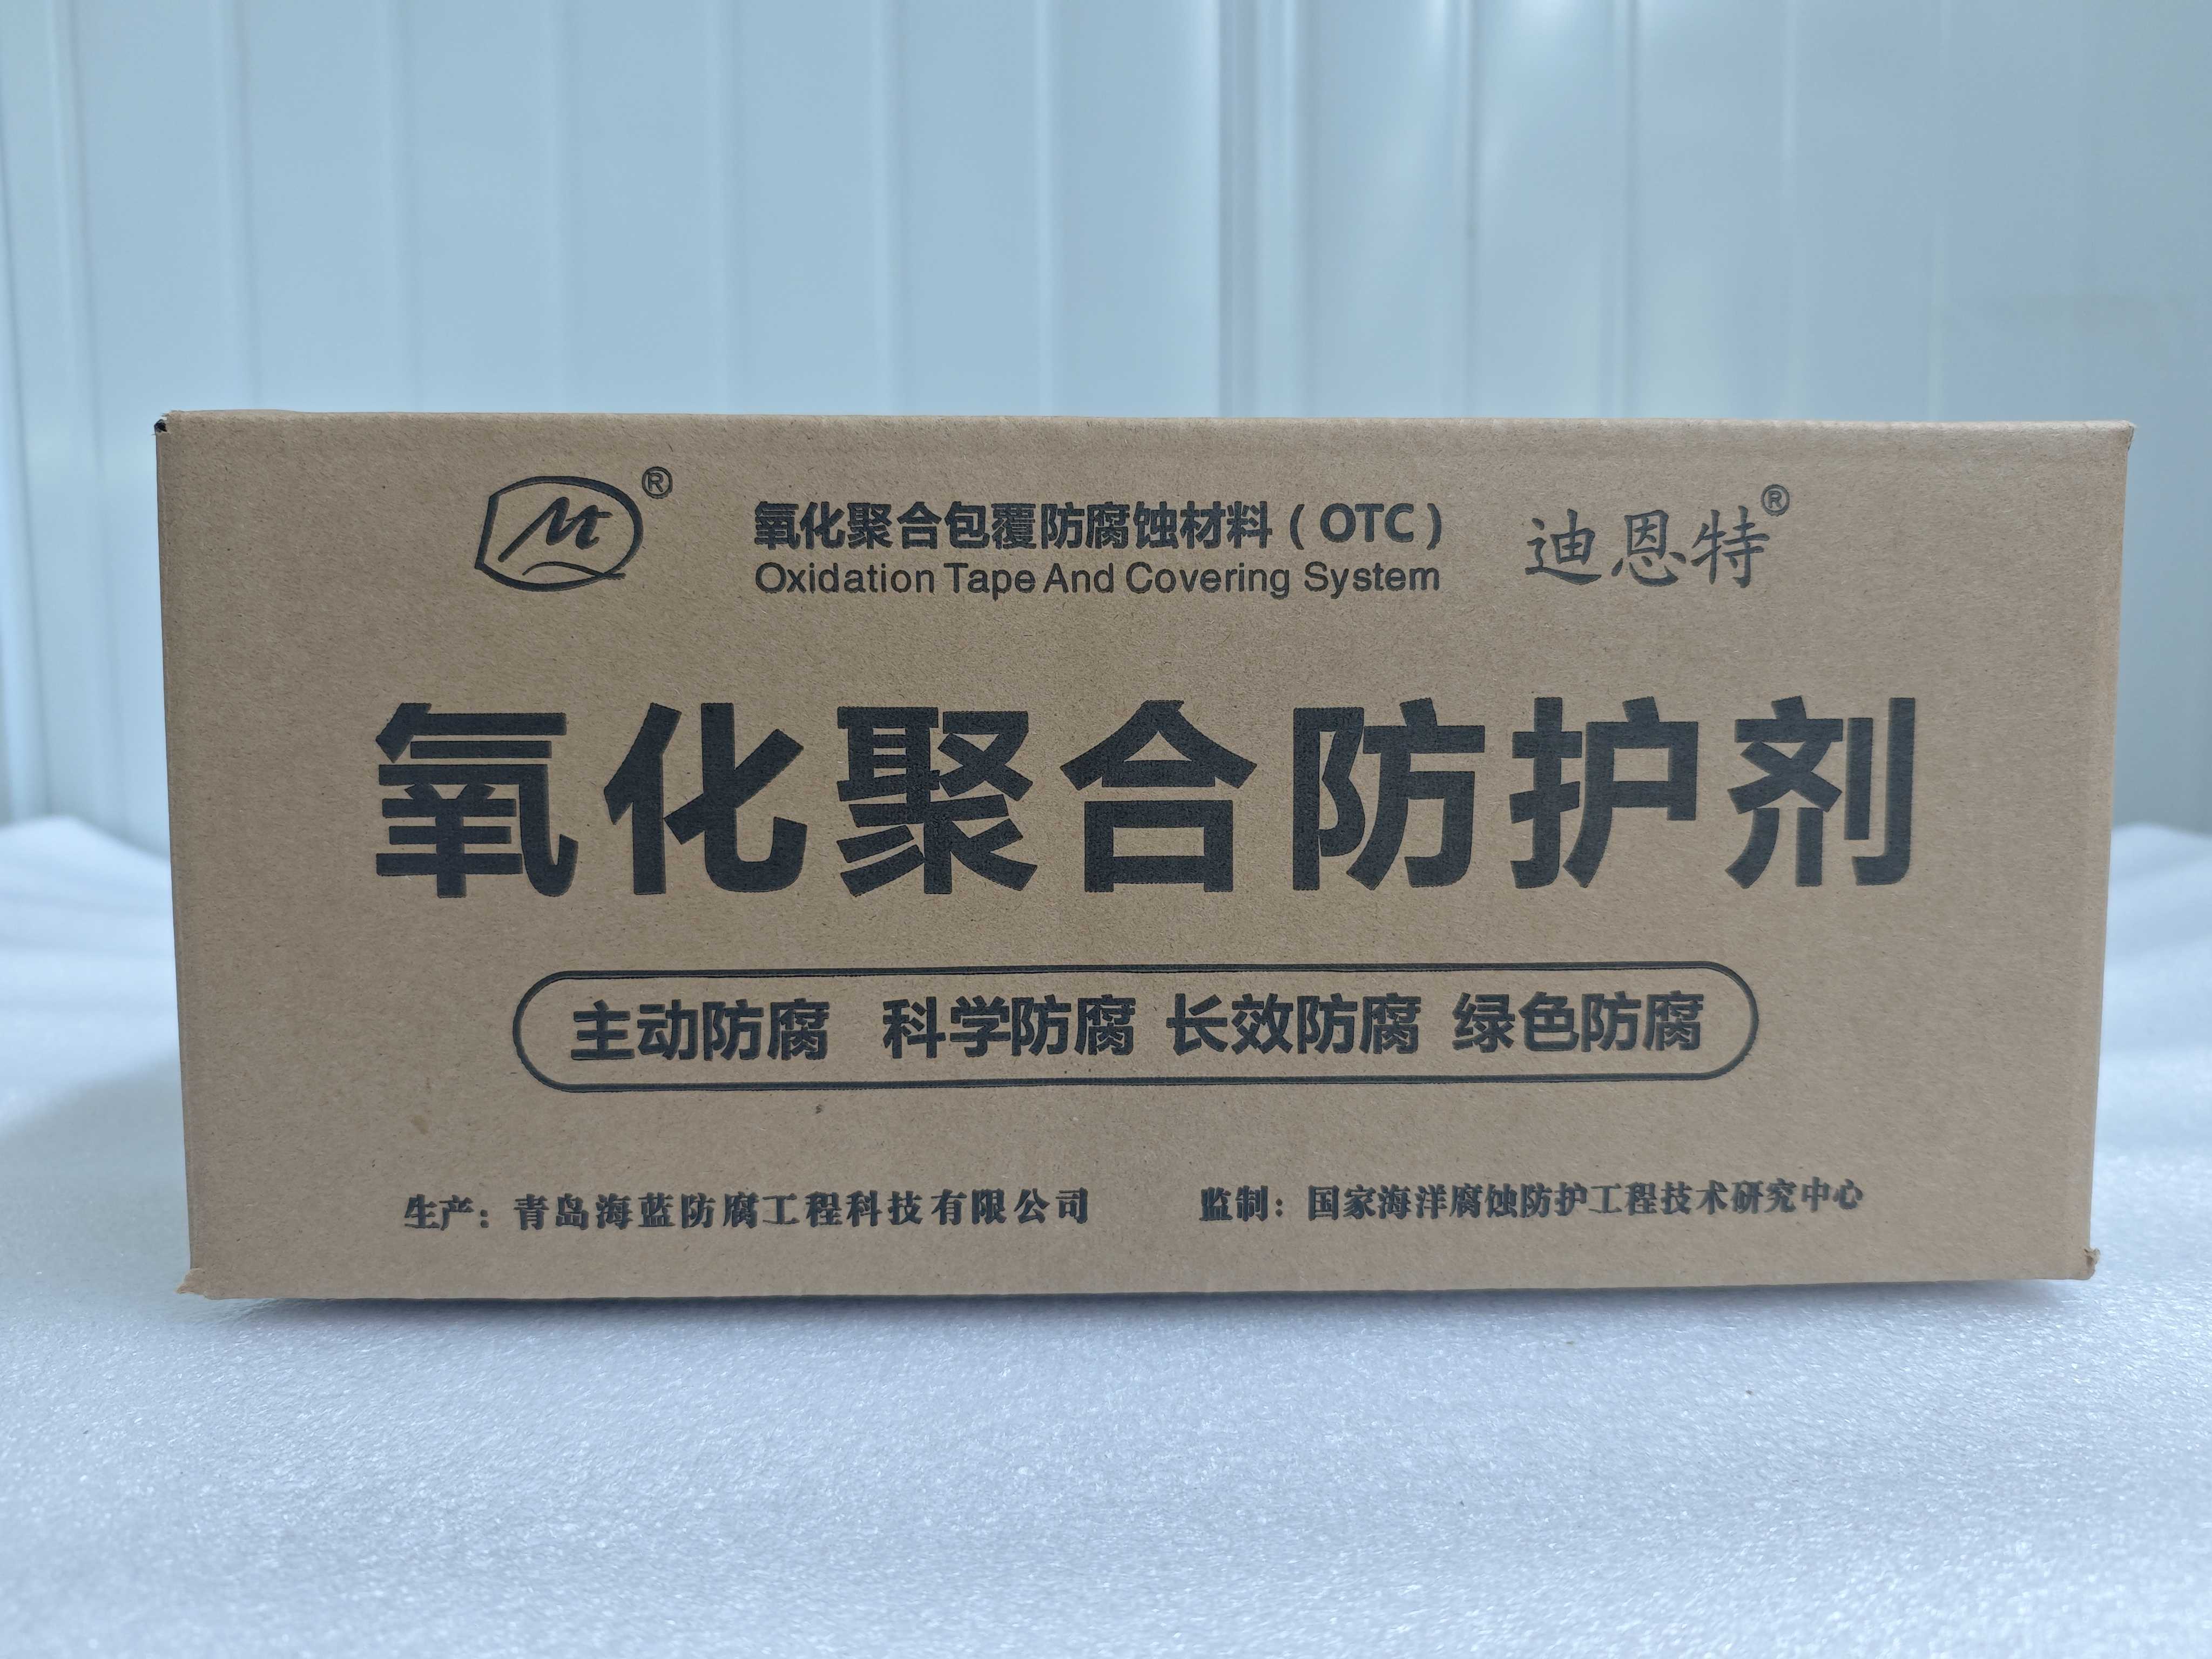 氧化聚合包覆防腐蚀材料(OTC)
Oxidation Tape And Covering System
迪恩特®
氧化聚合防护剂
主动防腐 科学防腐 长效防腐 绿色防腐
生产:青岛海蓝防腐工程科技有限公司
监制:国家海洋腐蚀防护工程技术研究中心